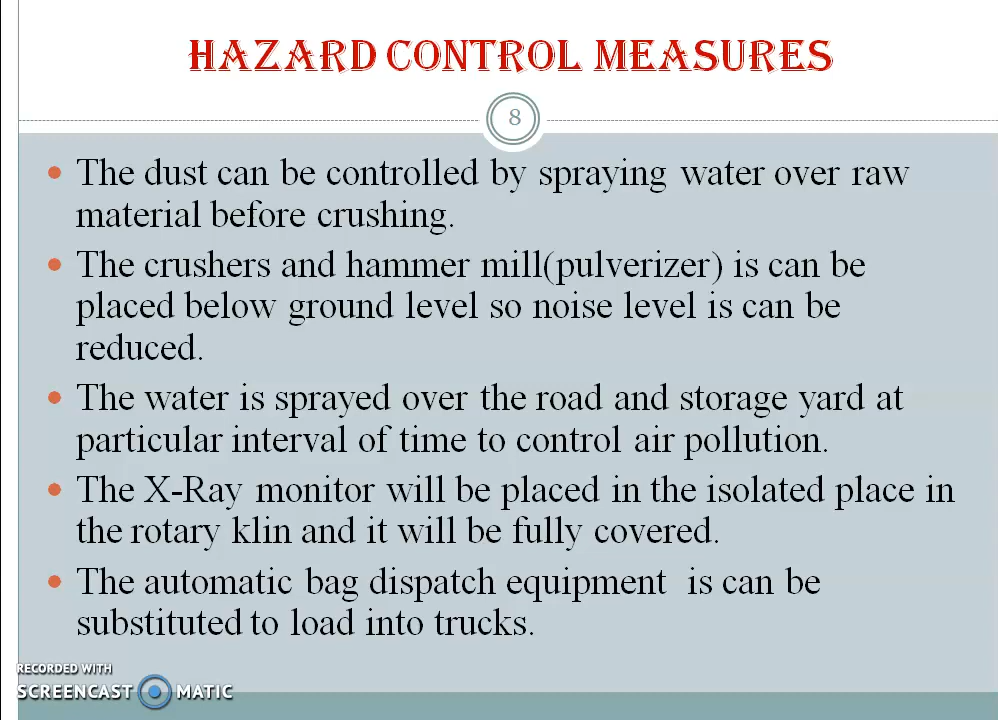 HAZARD CONTROL MEASURES
8
• The dust can be controlled by spraying water over raw
material before crushing.
• The crushers and hammer mill(pulverizer) is can be
placed below ground level so noise level is can be
reduced.
• The water is sprayed over the road and storage yard at
particular interval of time to control air pollution.
• The X-Ray monitor will be placed in the isolated place in
the rotary klin and it will be fully covered.
• The automatic bag dispatch equipment  is can be
substituted to load into trucks.
RECORDED WITH
SCREENCAST MATIC